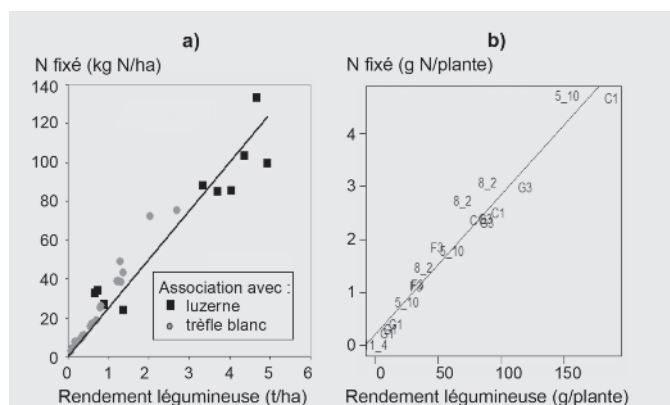 a)
N fixé (kg N/ha)
140
120
100
80
60
40
20
0
0 1 2 3 4 5 6
Association avec :
luzerne
trèfle blanc
Rendement légumineuse (t/ha)
b)
N fixé (g N/plante)
4
3
2
1
0
0 50 100 150
5_10 C1
8_2 G3
8_2
C1
F3 5_10
8_2
5_10
1_4
Rendement légumineuse (g/plante)